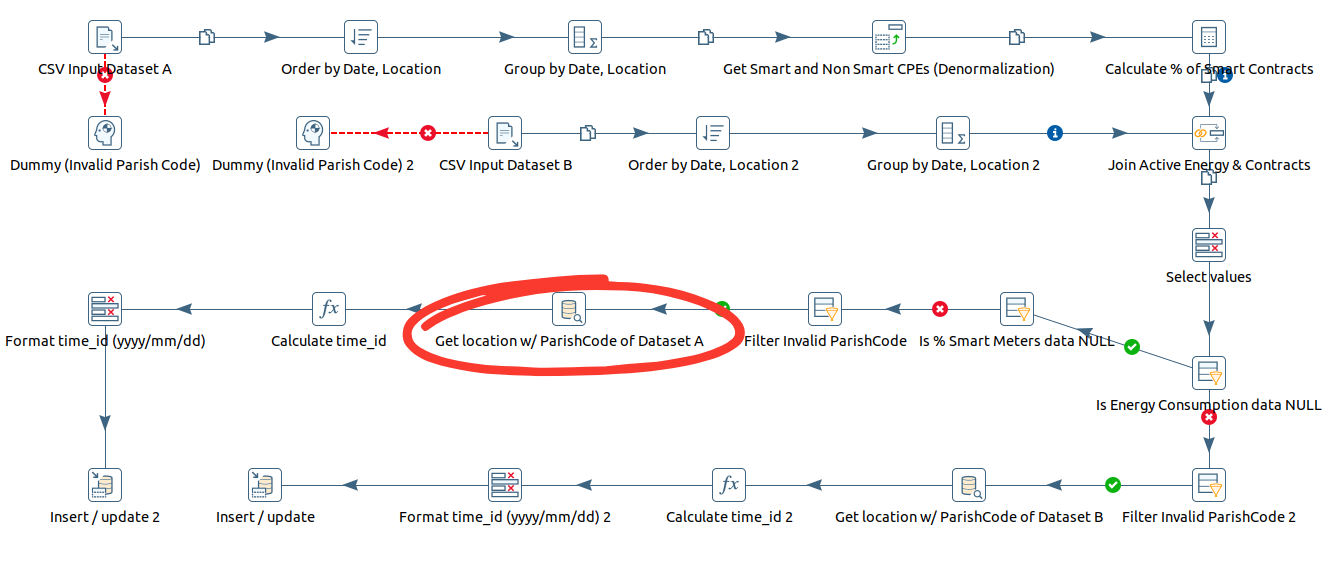 CSV Input Dataset A
Order by Date, Location
Group by Date, Location
Get Smart and Non Smart CPEs (Denormalization)
Calculate % of Smart Contracts
Dummy (Invalid Parish Code)
Dummy (Invalid Parish Code) 2
CSV Input Dataset B
Order by Date, Location 2
Group by Date, Location 2
Join Active Energy & Contracts
Select values
Format time_id (yyyy/mm/dd)
Calculate time_id
Get location w/ ParishCode of Dataset A
Filter Invalid ParishCode
Is % Smart Meters data NULL
Is Energy Consumption data NULL
Insert / update 2
Insert / update
Format time_id (yyyy/mm/dd) 2
Calculate time_id 2
Get location w/ ParishCode of Dataset B
Filter Invalid ParishCode 2